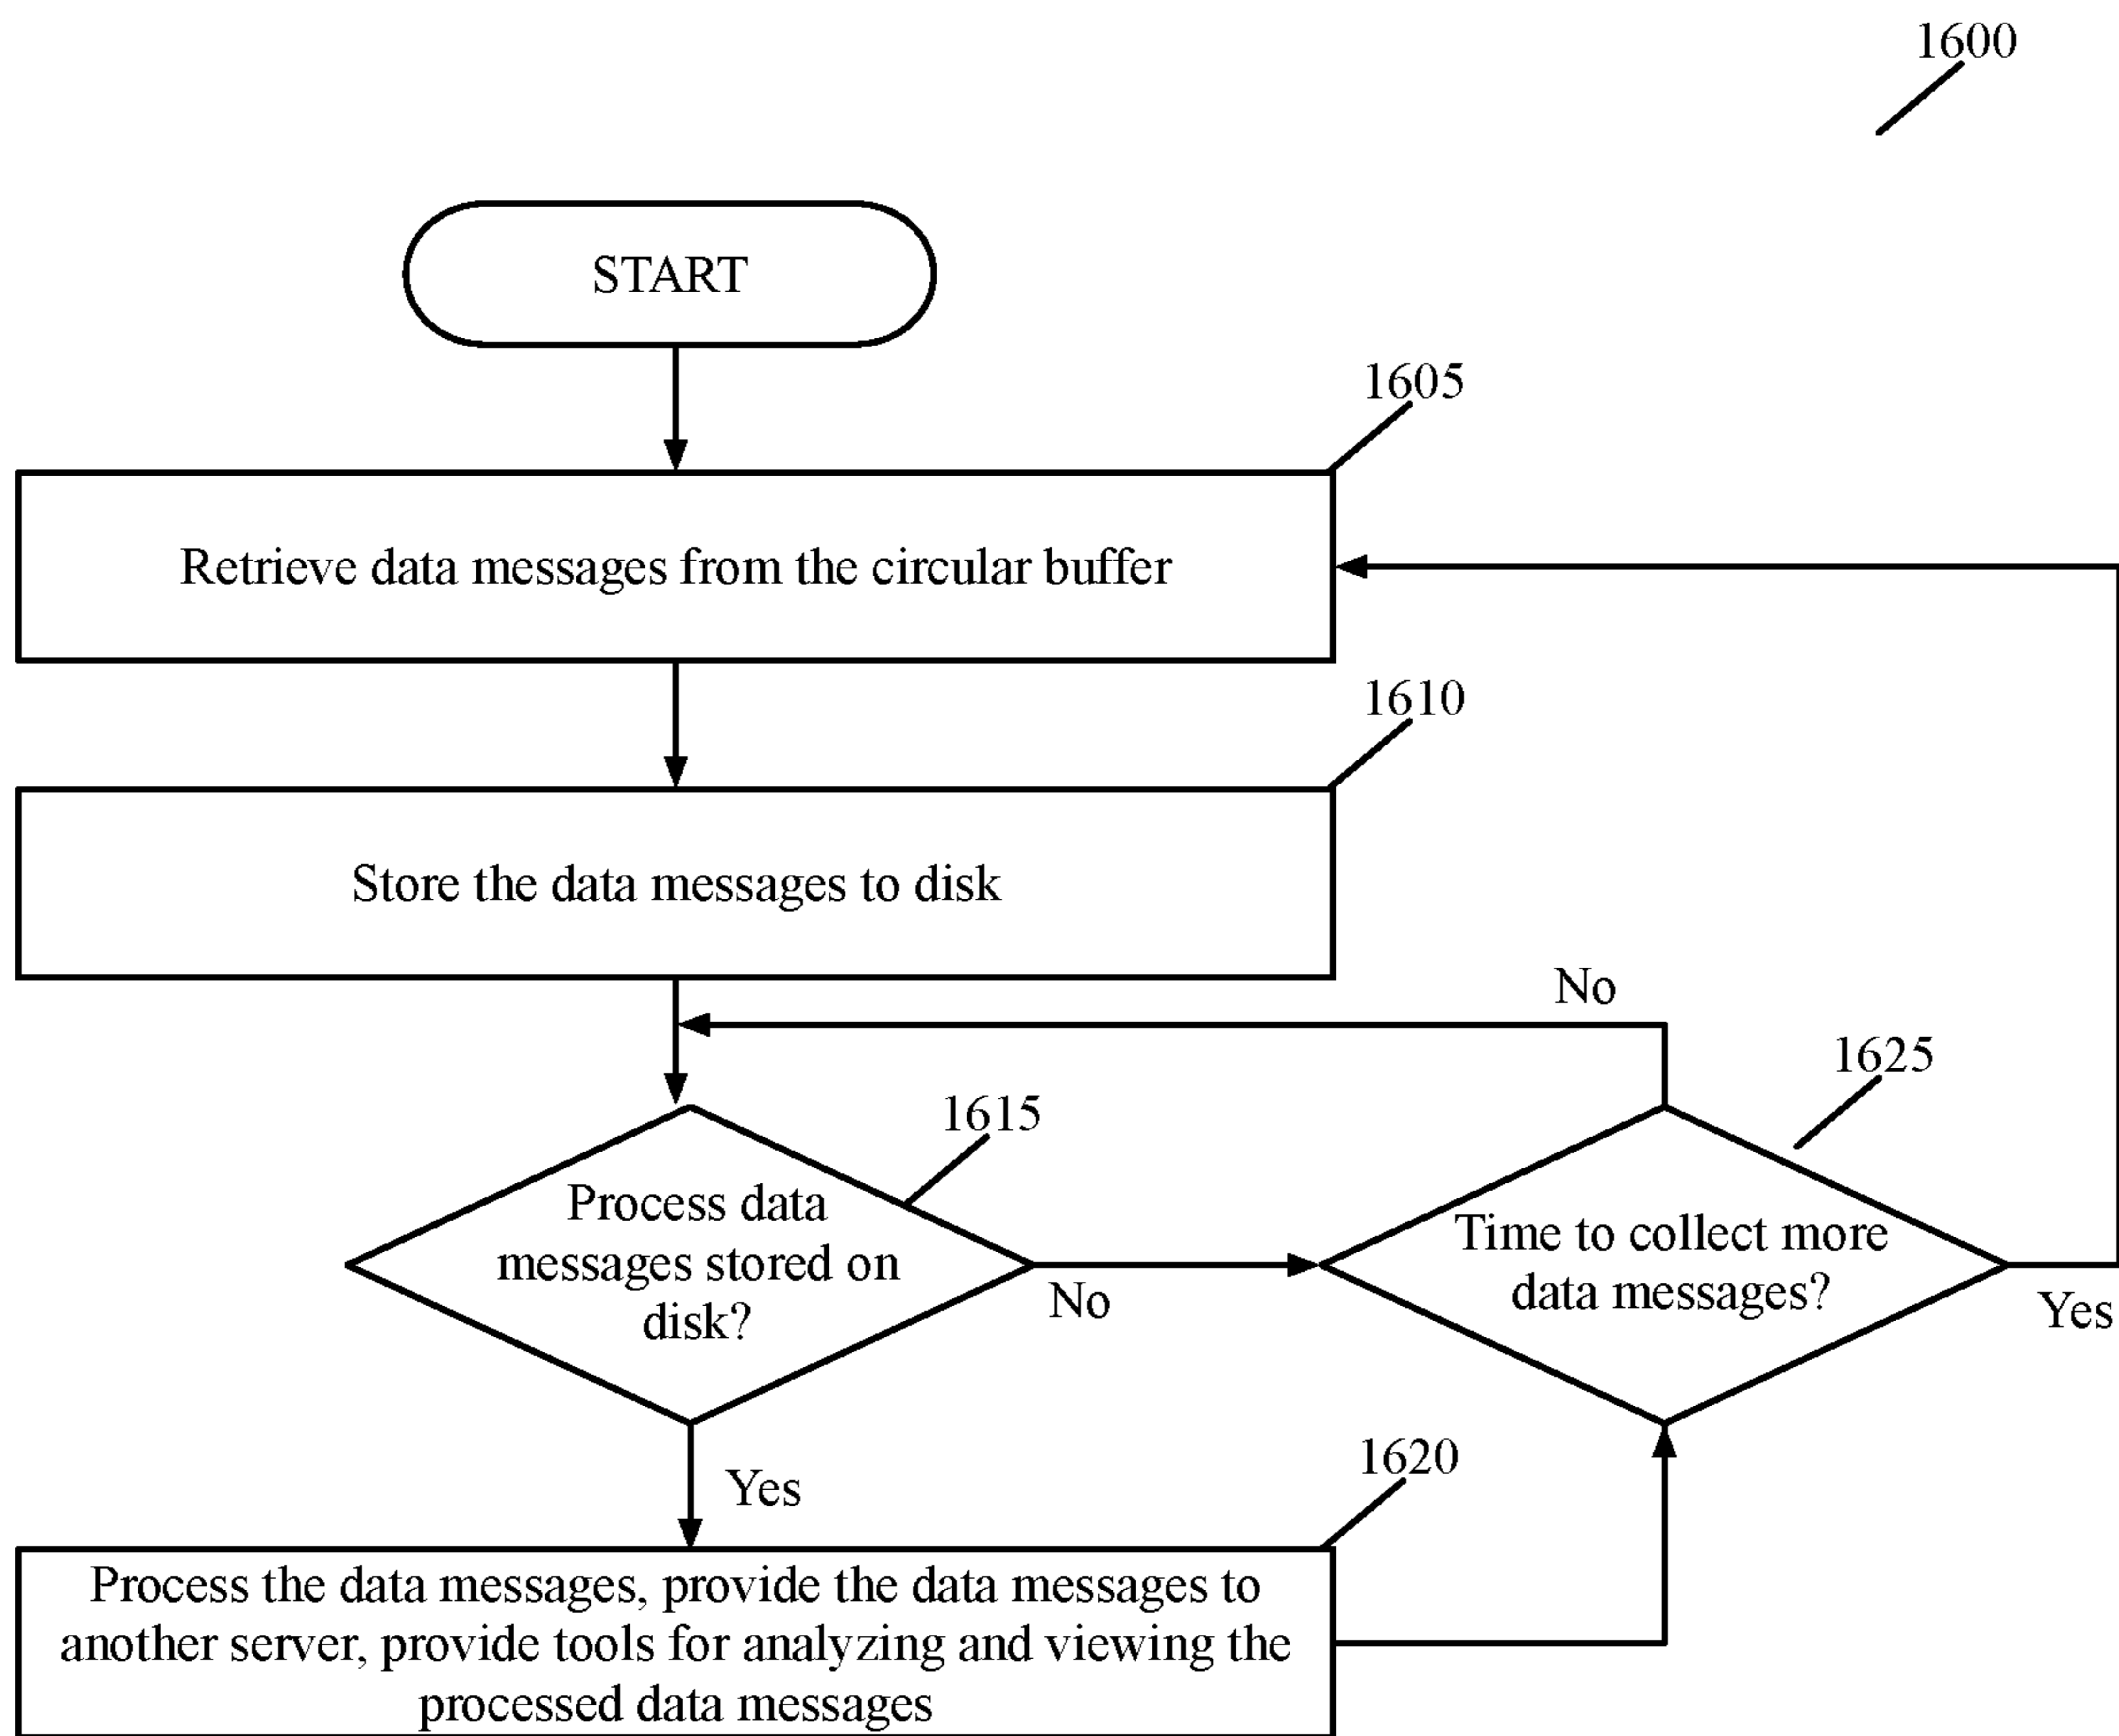 1600
START
1605
Retrieve data messages from the circular buffer
1610
Store the data messages to disk
No
1625
1615
Process data
messages stored on
disk?
No
Time to collect more
data messages?
Yes
Yes
1620
Process the data messages, provide the data messages to
another server, provide tools for analyzing and viewing the
processed data messages